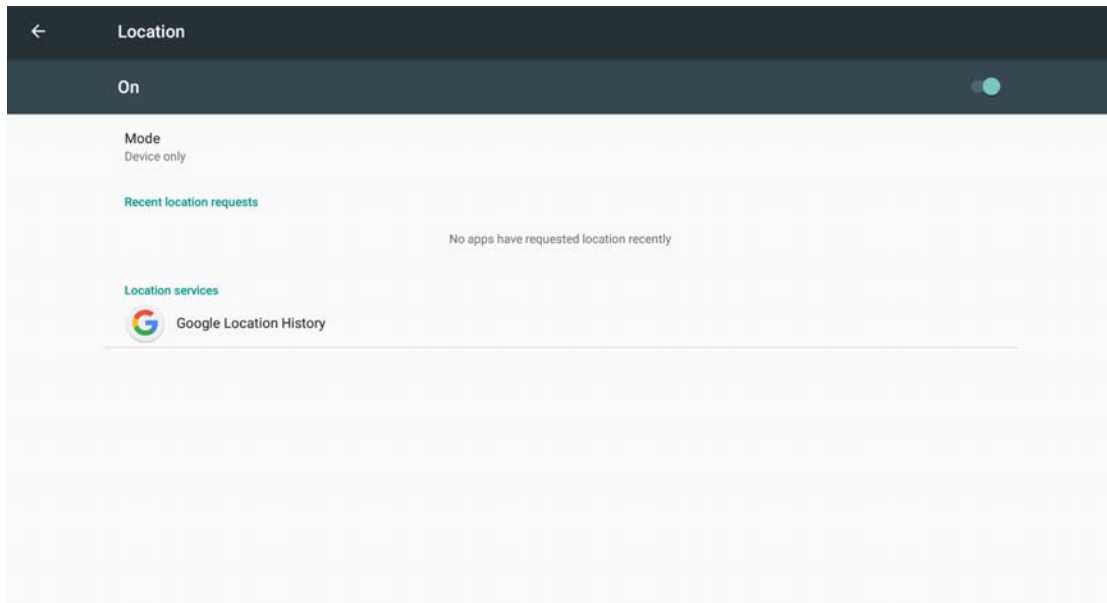 Location
On
Mode
Device only
Recent location requests
No apps have requested location recently
Location services
Google Location History